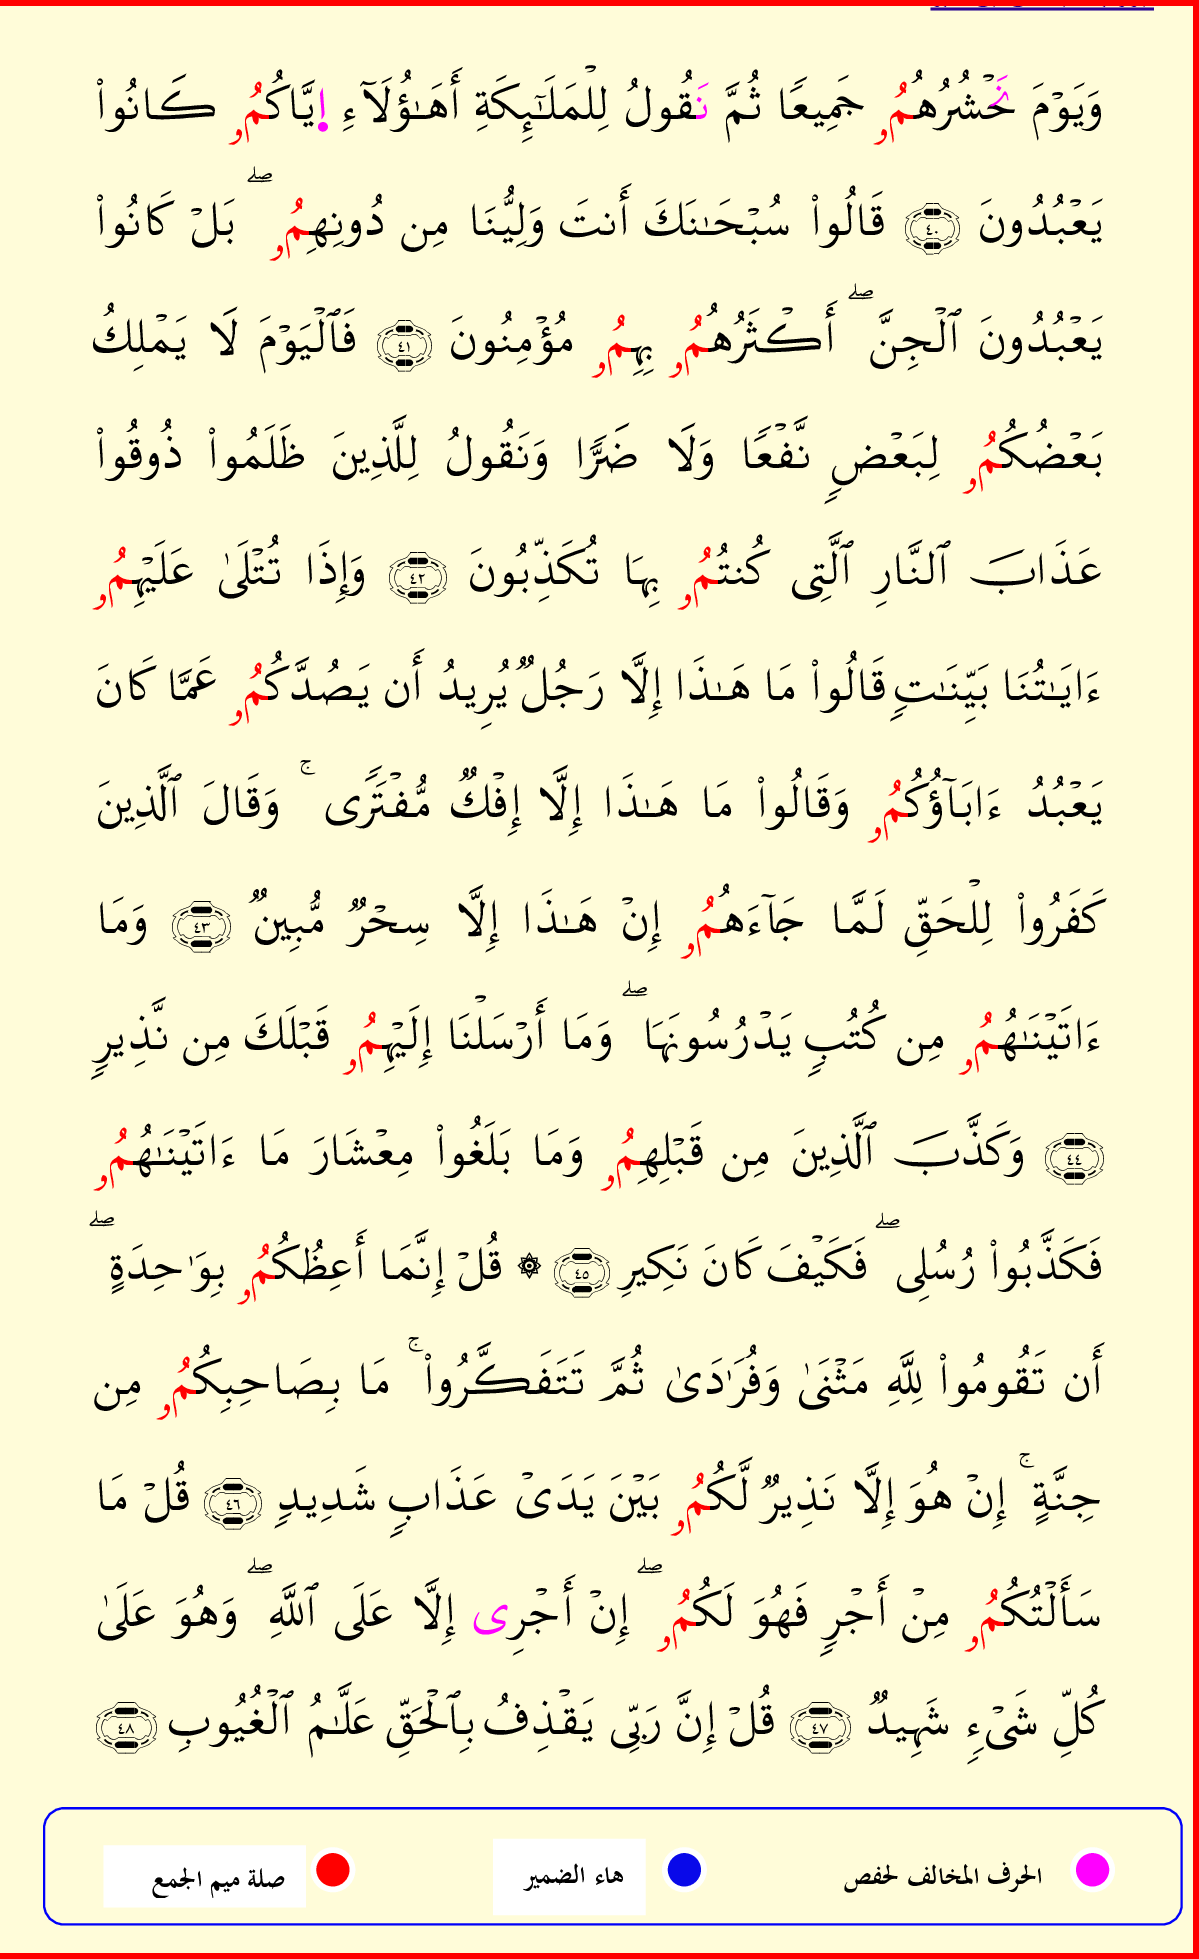 وَيَوۡمَ نَحۡشُرُهُمُۥ جَمِيعًا ثُمَّ نَقُولُ لِلۡمَلَٰٓئِكَةِ أَهَٰٓؤُلَآءِ إِيَّاكُمُۥ كَانُواْ
يَعۡبُدُونَ ٤٠ قَالُواْ سُبۡحَٰنَكَ أَنتَ وَلِيُّنَا مِن دُونِهِمُۥۖ بَلۡ كَانُواْ
يَعۡبُدُونَ ٱلۡجِنَّۖ أَكۡثَرُهُمُۥ بِهِمُۥ مُؤۡمِنُونَ ٤١ فَٱلۡيَوۡمَ لَا يَمۡلِكُ
بَعۡضُكُمُۥ لِبَعۡضٖ نَّفۡعٗا وَلَا ضَرّٗا وَنَقُولُ لِلَّذِينَ ظَلَمُواْ ذُوقُواْ
عَذَابَ ٱلنَّارِ ٱلَّتِي كُنتُمُۥ بِهَا تُكَذِّبُونَ ٤٢ وَإِذَا تُتۡلَىٰ عَلَيۡهِمُۥ
ءَايَٰتُنَا بَيِّنَٰتٖ قَالُواْ مَا هَٰذَا إِلَّا رَجُلٞ يُرِيدُ أَن يَصُدَّكُمُۥ عَمَّا كَانَ
يَعۡبُدُ ءَابَآؤُكُمُۥ وَقَالُواْ مَا هَٰذَا إِلَّا إِفۡكٞ مُّفۡتَرٗىۚ وَقَالَ ٱلَّذِينَ
كَفَرُواْ لِلۡحَقِّ لَمَّا جَآءَهُمُۥ إِنۡ هَٰذَا إِلَّا سِحۡرٞ مُّبِينٞ ٤٣ وَمَا
ءَاتَيۡنَٰهُمُۥ مِن كُتُبٖ يَدۡرُسُونَهَاۖ وَمَا أَرۡسَلۡنَا إِلَيۡهِمُۥ قَبۡلَكَ مِن نَّذِيرٖ
٤٤ وَكَذَّبَ ٱلَّذِينَ مِن قَبۡلِهِمُۥ وَمَا بَلَغُواْ مِعۡشَارَ مَا ءَاتَيۡنَٰهُمُۥ
فَكَذَّبُواْ رُسُلِيۖ فَكَيۡفَ كَانَ نَكِيرِ ٤٥ ۞ قُلۡ إِنَّمَا أَعِظُكُمُۥ بِوَٰحِدَةٍۖ
أَن تَقُومُواْ لِلَّهِ مَثۡنَىٰ وَفُرَٰدَىٰ ثُمَّ تَتَفَكَّرُواْۚ مَا بِصَاحِبِكُمُۥ مِن
جِنَّةٍۚ إِنۡ هُوَ إِلَّا نَذِيرٞ لَّكُمُۥ بَيۡنَ يَدَيۡ عَذَابٖ شَدِيدٖ ٤٦ قُلۡ مَا
سَأَلۡتُكُمُۥ مِنۡ أَجۡرٖ فَهُوَ لَكُمُۥۖ إِنۡ أَجۡرِي إِلَّا عَلَى ٱللَّهِۖ وَهُوَ عَلَىٰ
كُلِّ شَيۡءٖ شَهِيدٞ ٤٧ قُلۡ إِنَّ رَبِّي يَقۡذِفُ بِٱلۡحَقِّ عَلَّٰمُ ٱلۡغُيُوبِ ٤٨
الحرف المخالف لحفص هاء الضمير صلة ميم الجمع